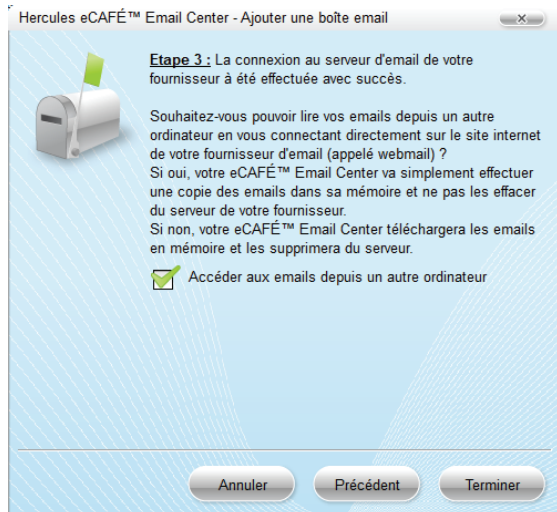 Hercules eCAFÉ™ Email Center - Ajouter une boîte email
Etape 3 : La connexion au serveur d'email de votre
fournisseur à été effectuée avec succès.
Souhaitez-vous pouvoir lire vos emails depuis un autre
ordinateur en vous connectant directement sur le site internet
de votre fournisseur d'email (appelé webmail) ?
Si oui, votre eCAFÉ™ Email Center va simplement effectuer
une copie des emails dans sa mémoire et ne pas les effacer
du serveur de votre fournisseur.
Si non, votre eCAFÉ™ Email Center téléchargera les emails
en mémoire et les supprimera du serveur.
Accéder aux emails depuis un autre ordinateur
Annuler Précédent Terminer